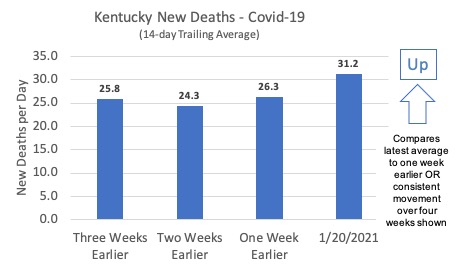 Kentucky New Deaths - Covid-19
(14-day Trailing Average)
New Deaths per Day
35.0
30.0
25.0
20.0
15.0
10.0
5.0
0.0
25.8
24.3
26.3
31.2
Three Weeks
Earlier
Two Weeks
Earlier
One Week
Earlier
1/20/2021
Up
Compares
latest average
to one week
earlier OR
consistent
movement
over four
weeks shown